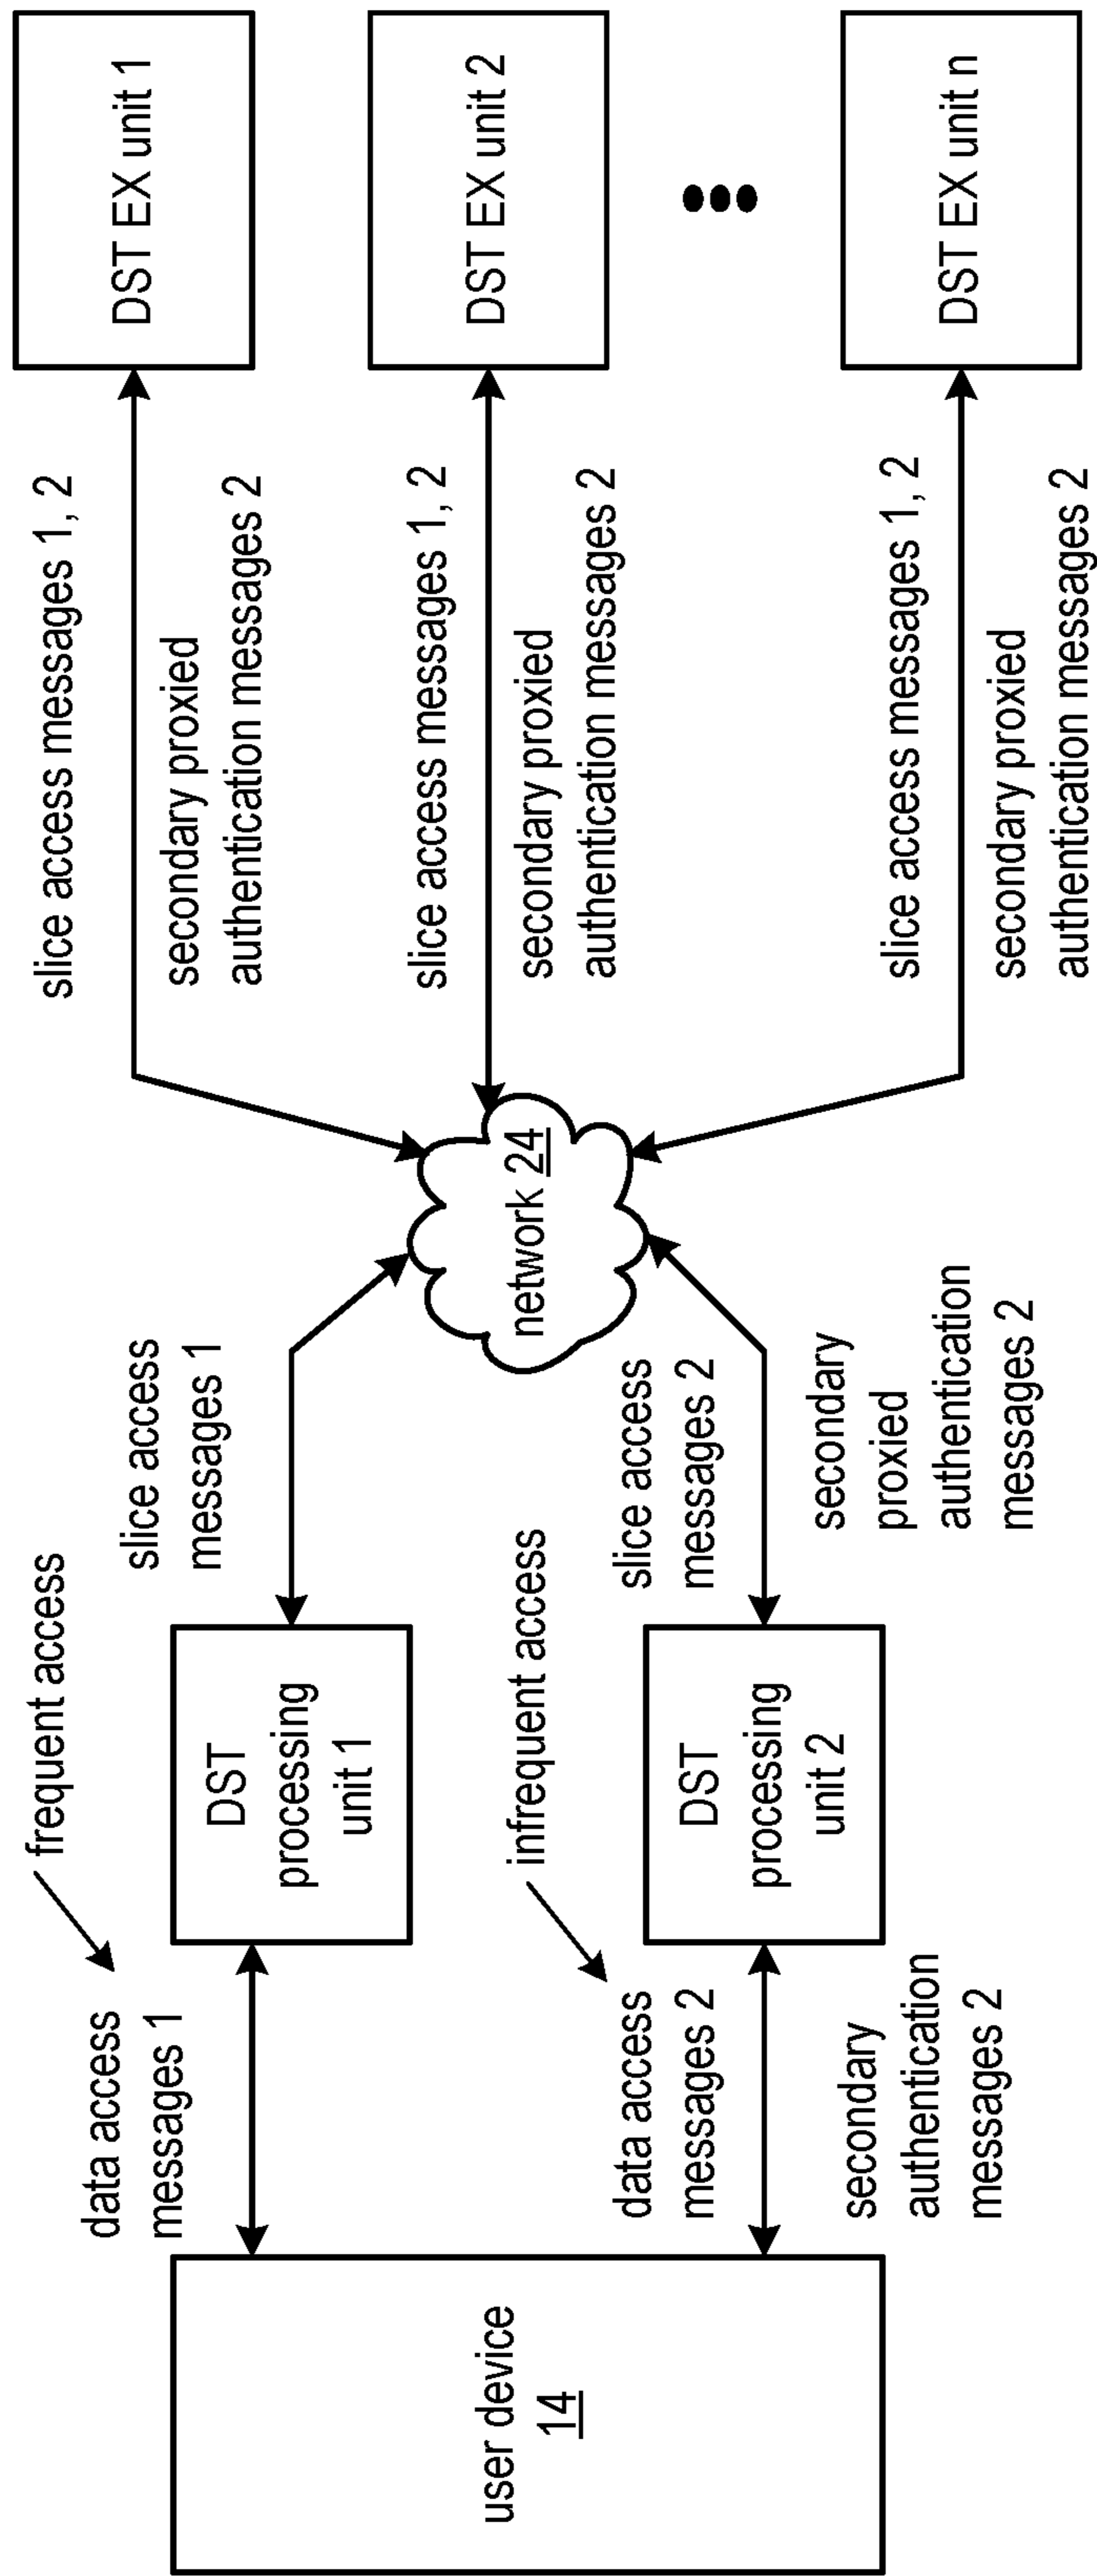 user device
14
data access
messages 1
frequent access
DST
processing
unit 1
slice access
messages 1
data access
messages 2
infrequent access
secondary
authentication
messages 2
DST
processing
unit 2
slice access
messages 2
secondary
proxied
authentication
messages 2
network 24
slice access messages 1, 2
secondary proxied
authentication messages 2
DST EX unit 1
slice access messages 1, 2
secondary proxied
authentication messages 2
DST EX unit 2
slice access messages 1, 2
secondary proxied
authentication messages 2
DST EX unit n